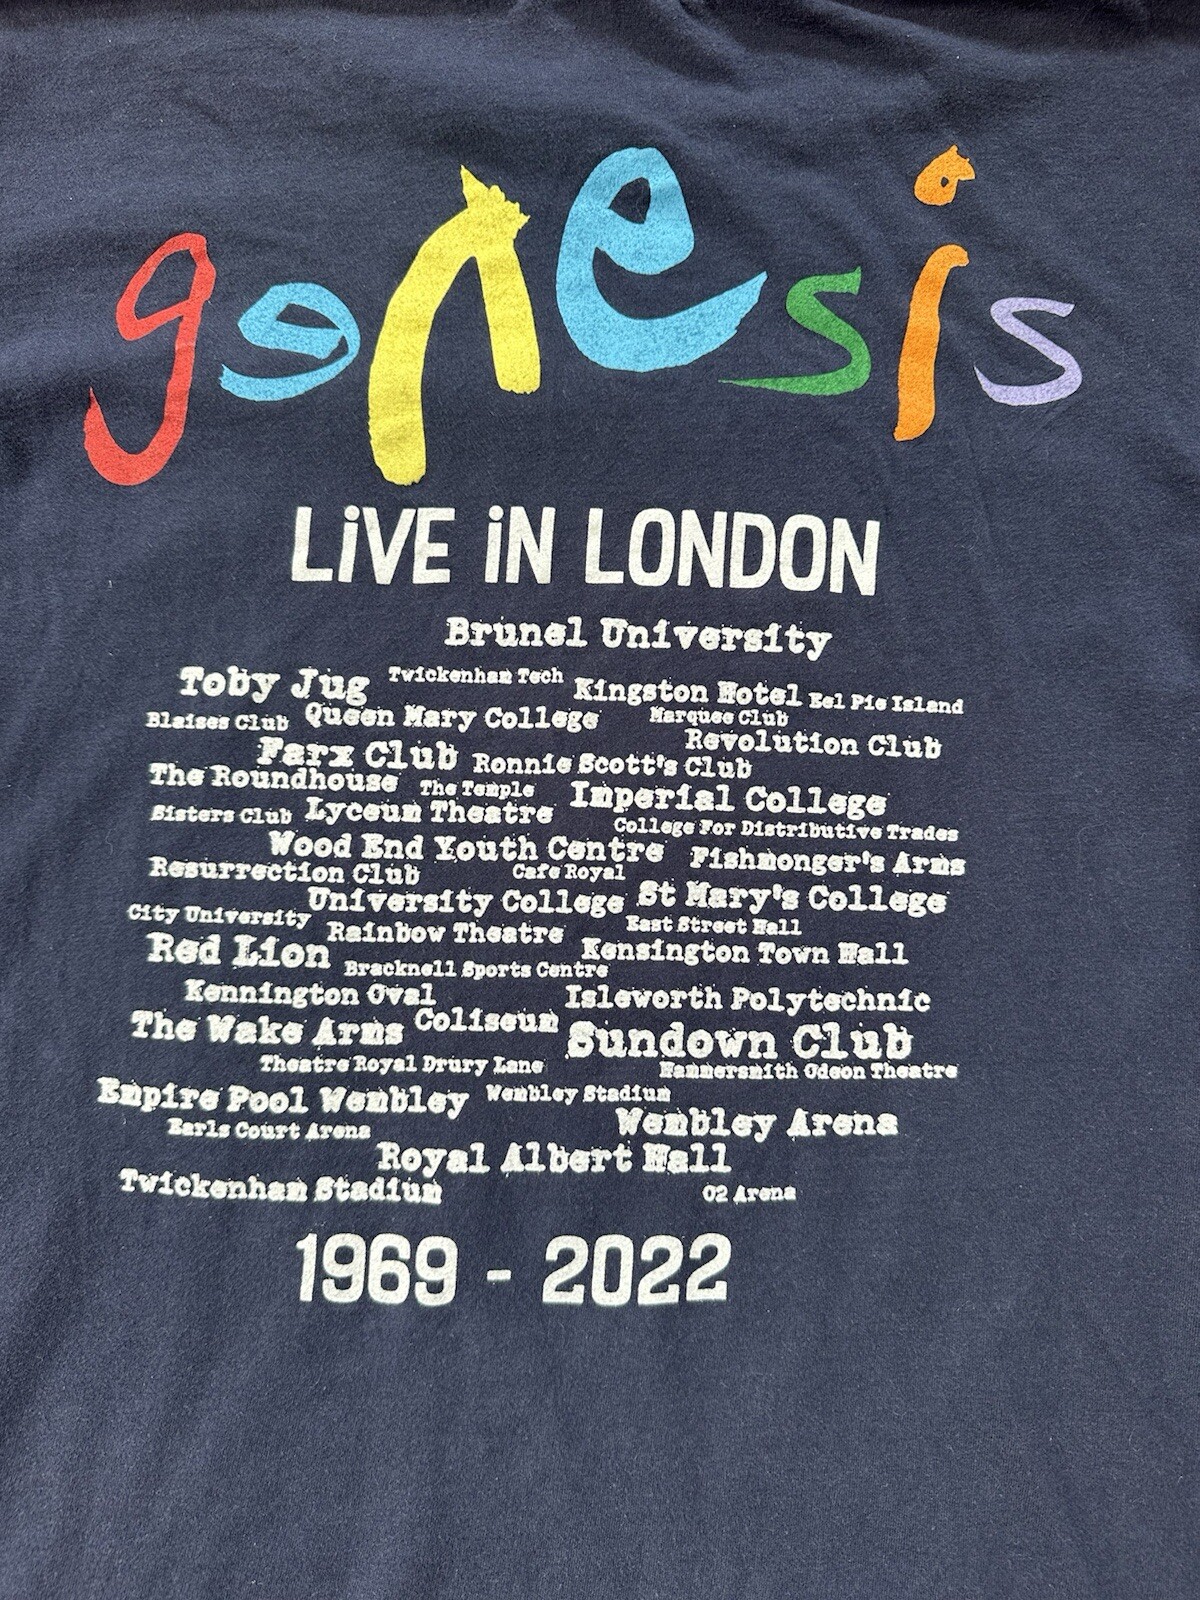 genesis
LiVE iN LONDON
Brunel University
Toby Jug Twickenham Tech Kingston Hotel Eel Pie Island
Blaises Club Queen Mary College Marquee Club
Revolution Club
Farx Club Ronnie Scott's Club
The Roundhouse The Temple Imperial College
Sisters Club Lyceum Theatre College For Distributive Trades
Wood End Youth Centre Fishmonger's Arms
Resurrection Club Cafe Royal
University College St Mary's College
City University Rainbow Theatre East Street Hall
Red Lion Bracknell Sports Centre Kensington Town Hall
Kennington Oval Isleworth Polytechnic
The Wake Arms Coliseum Sundown Club
Theatre Royal Drury Lane Hammersmith Odeon Theatre
Empire Pool Wembley Wembley Stadium
Earls Court Arena Wembley Arena
Royal Albert Hall
Twickenham Stadium O2 Arena
1969 - 2022